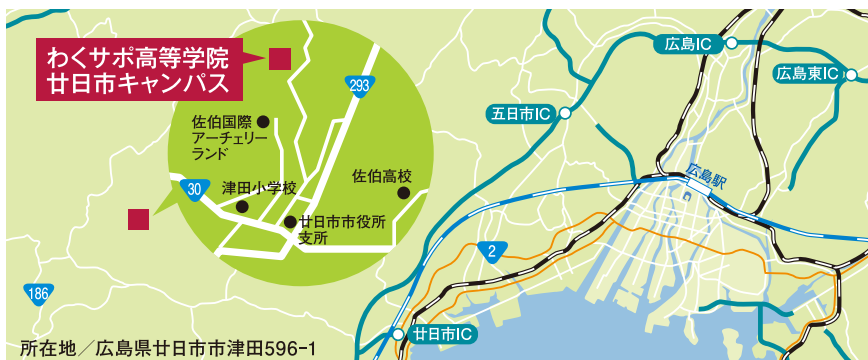 わくサポ高等学院
廿日市キャンパス
広島IC
広島東IC
293
五日市IC
佐伯国際
アーチェリー
ランド
佐伯高校
広島駅
30
津田小学校
廿日市市役所
支所
2
186
廿日市IC
所在地／広島県廿日市市津田596-1